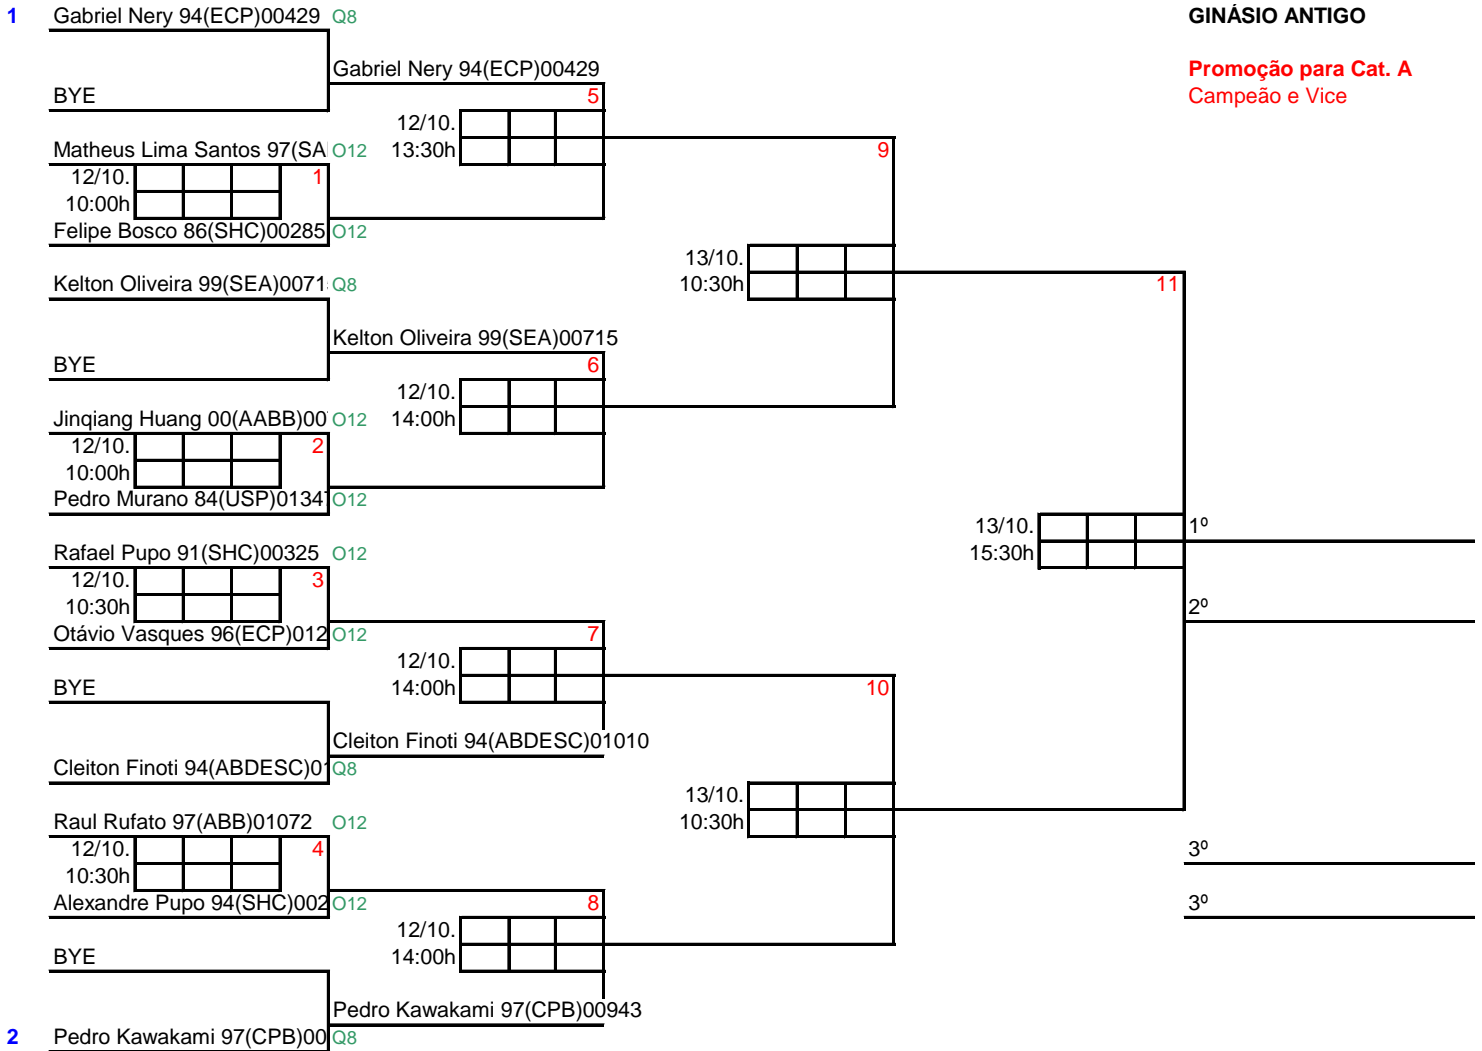 1 Gabriel Nery 94(ECP)00429 Q8 GINÁSIO ANTIGO
Gabriel Nery 94(ECP)00429 Promoção para Cat. A
BYE 5 Campeão e Vice
12/10.
Matheus Lima Santos 97(SA O12 13:30h 9
12/10. 1
10:00h
Felipe Bosco 86(SHC)00285 O12
13/10.
Kelton Oliveira 99(SEA)0071 Q8 10:30h 11
Kelton Oliveira 99(SEA)00715
BYE 6
12/10.
Jinqiang Huang 00(AABB)00 O12 14:00h
12/10. 2
10:00h
Pedro Murano 84(USP)0134 O12
13/10. 1º
Rafael Pupo 91(SHC)00325 O12 15:30h
12/10. 3
10:30h 2º
Otávio Vasques 96(ECP)012 O12 7
12/10.
BYE 14:00h 10
Cleiton Finoti 94(ABDESC)01010
Cleiton Finoti 94(ABDESC)0 Q8
13/10.
Raul Rufato 97(ABB)01072 O12 10:30h
12/10. 4 3º
10:30h
Alexandre Pupo 94(SHC)002 O12 8 3º
12/10.
BYE 14:00h
Pedro Kawakami 97(CPB)00943
2 Pedro Kawakami 97(CPB)00 Q8